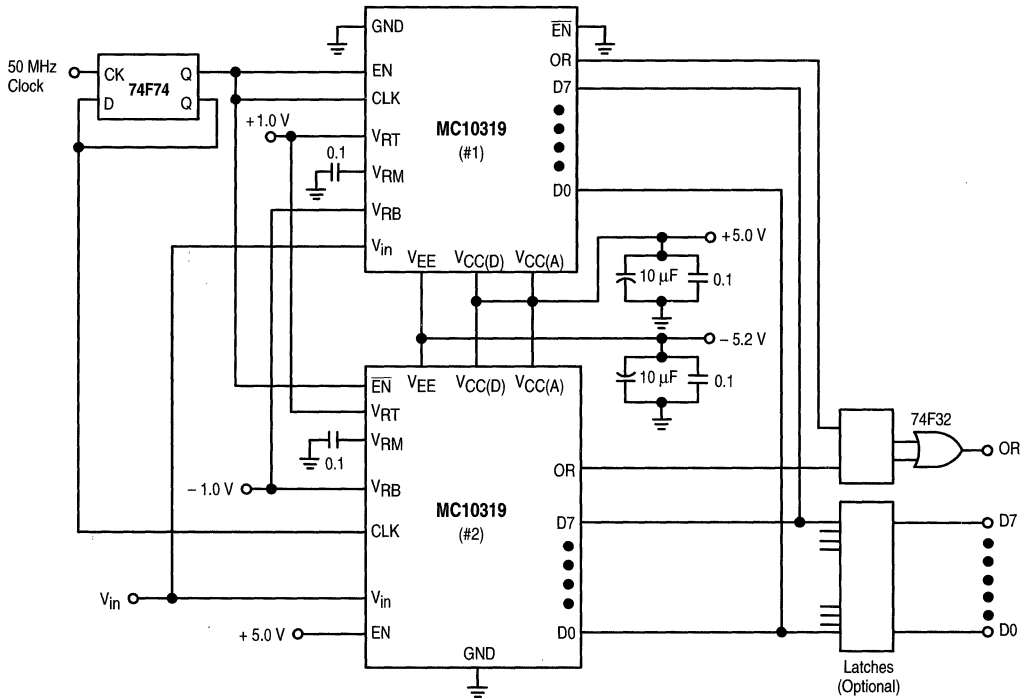 GND
EN
OR
50 MHz
Clock
CK
Q
74F74
D
Q
EN
CLK
D7
+1.0 V
VRT
MC10319
(#1)
0.1
VRM
D0
VRB
Vin
VEE
VCC(D)
VCC(A)
+5.0 V
10 μF
0.1
– 5.2 V
10 μF
0.1
EN
VEE
VCC(D)
VCC(A)
VRT
VRM
0.1
74F32
OR
OR
– 1.0 V
VRB
MC10319
(#2)
CLK
D7
D7
Vin
Vin
+ 5.0 V
EN
D0
D0
GND
Latches
(Optional)